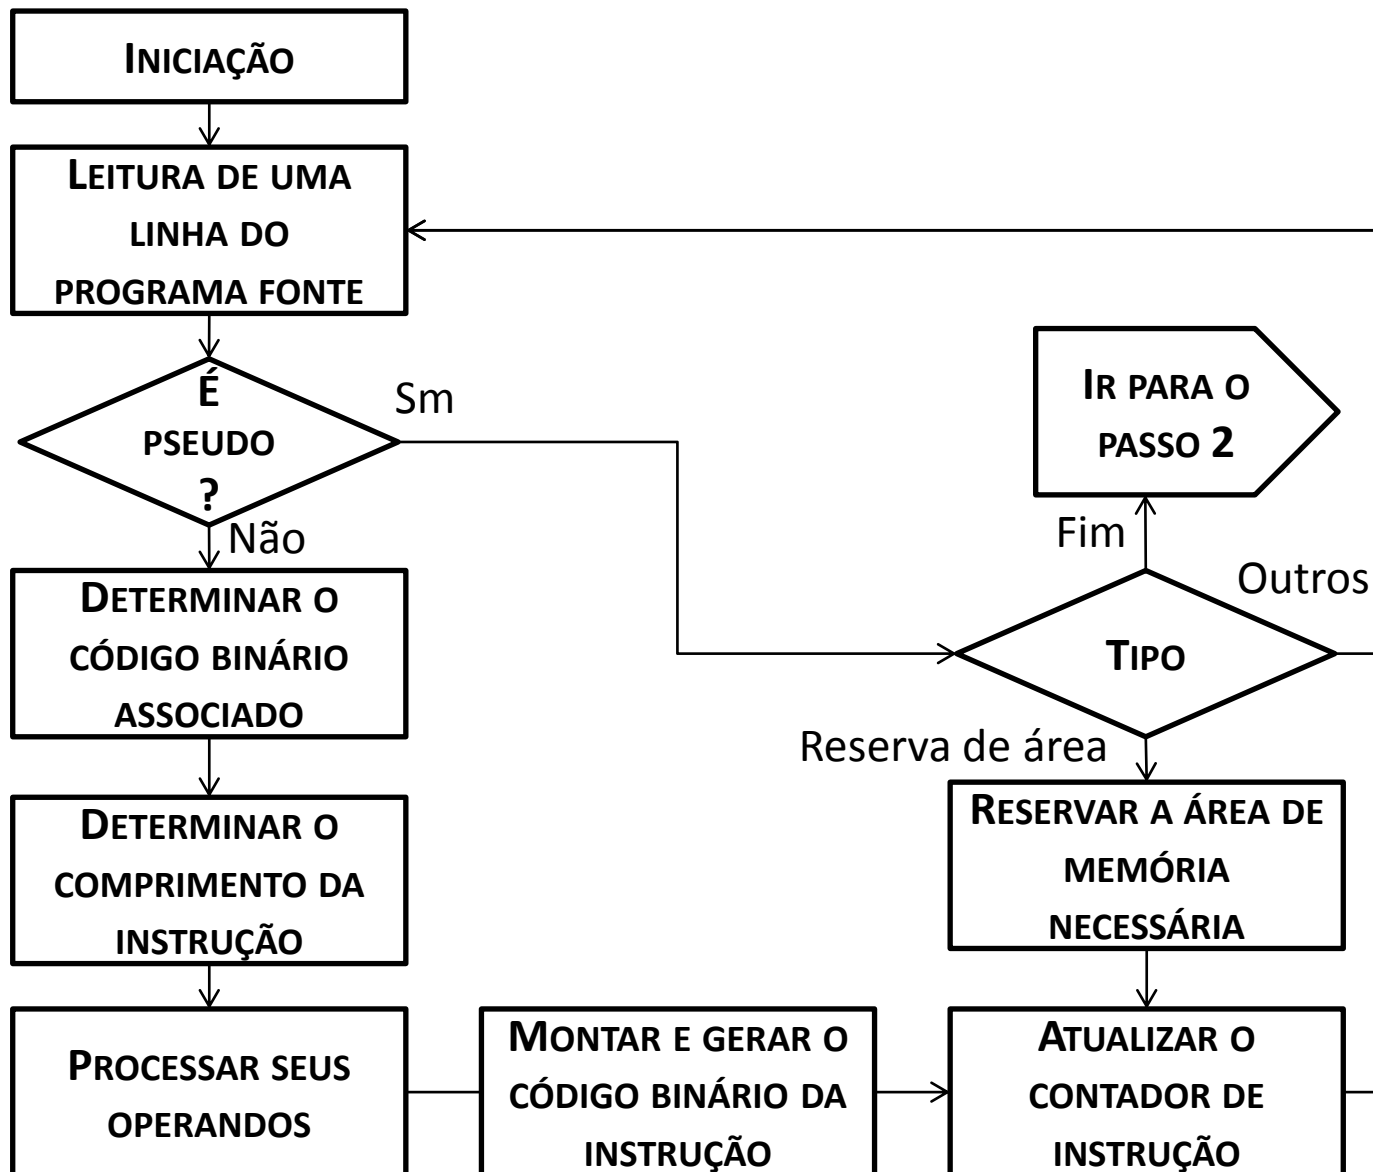 INICIAÇÃO
LEITURA DE UMA
LINHA DO
PROGRAMA FONTE
É
PSEUDO
?
Sm
Não
DETERMINAR O
CÓDIGO BINÁRIO
ASSOCIADO
DETERMINAR O
COMPRIMENTO DA
INSTRUÇÃO
PROCESSAR SEUS
OPERANDOS
MONTAR E GERAR O
CÓDIGO BINÁRIO DA
INSTRUÇÃO
IR PARA O
PASSO 2
Fim
Outros
TIPO
Reserva de área
RESERVAR A ÁREA DE
MEMÓRIA
NECESSÁRIA
ATUALIZAR O
CONTADOR DE
INSTRUÇÃO